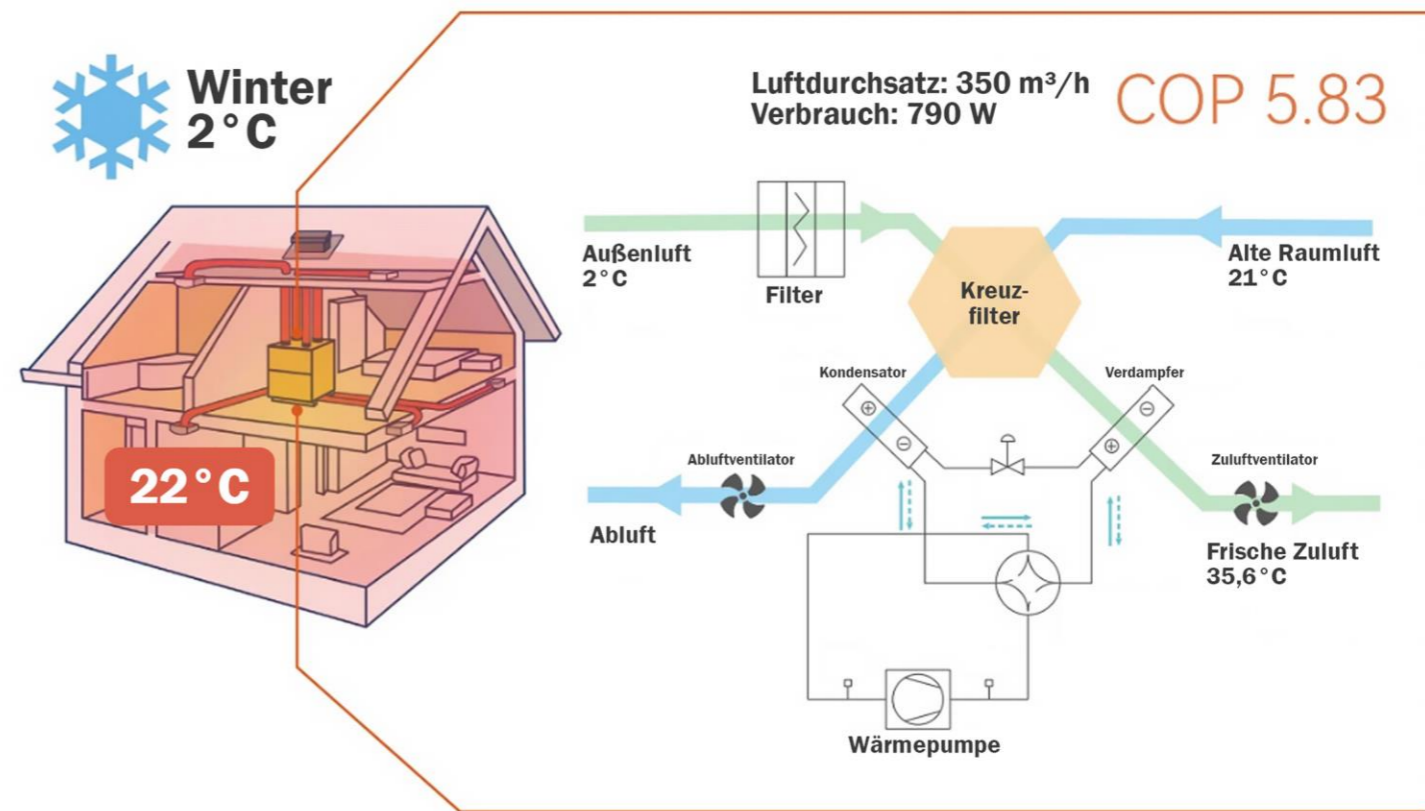 Winter
2°C
Luftdurchsatz: 350 m³/h
Verbrauch: 790 W
COP 5.83
Außenluft
2°C
Filter
Kreuz-
filter
Alte Raumluft
21°C
Kondensator
Verdampfer
22°C
Abluftventilator
Zuluftventilator
Abluft
Frische Zuluft
35,6°C
Wärmepumpe